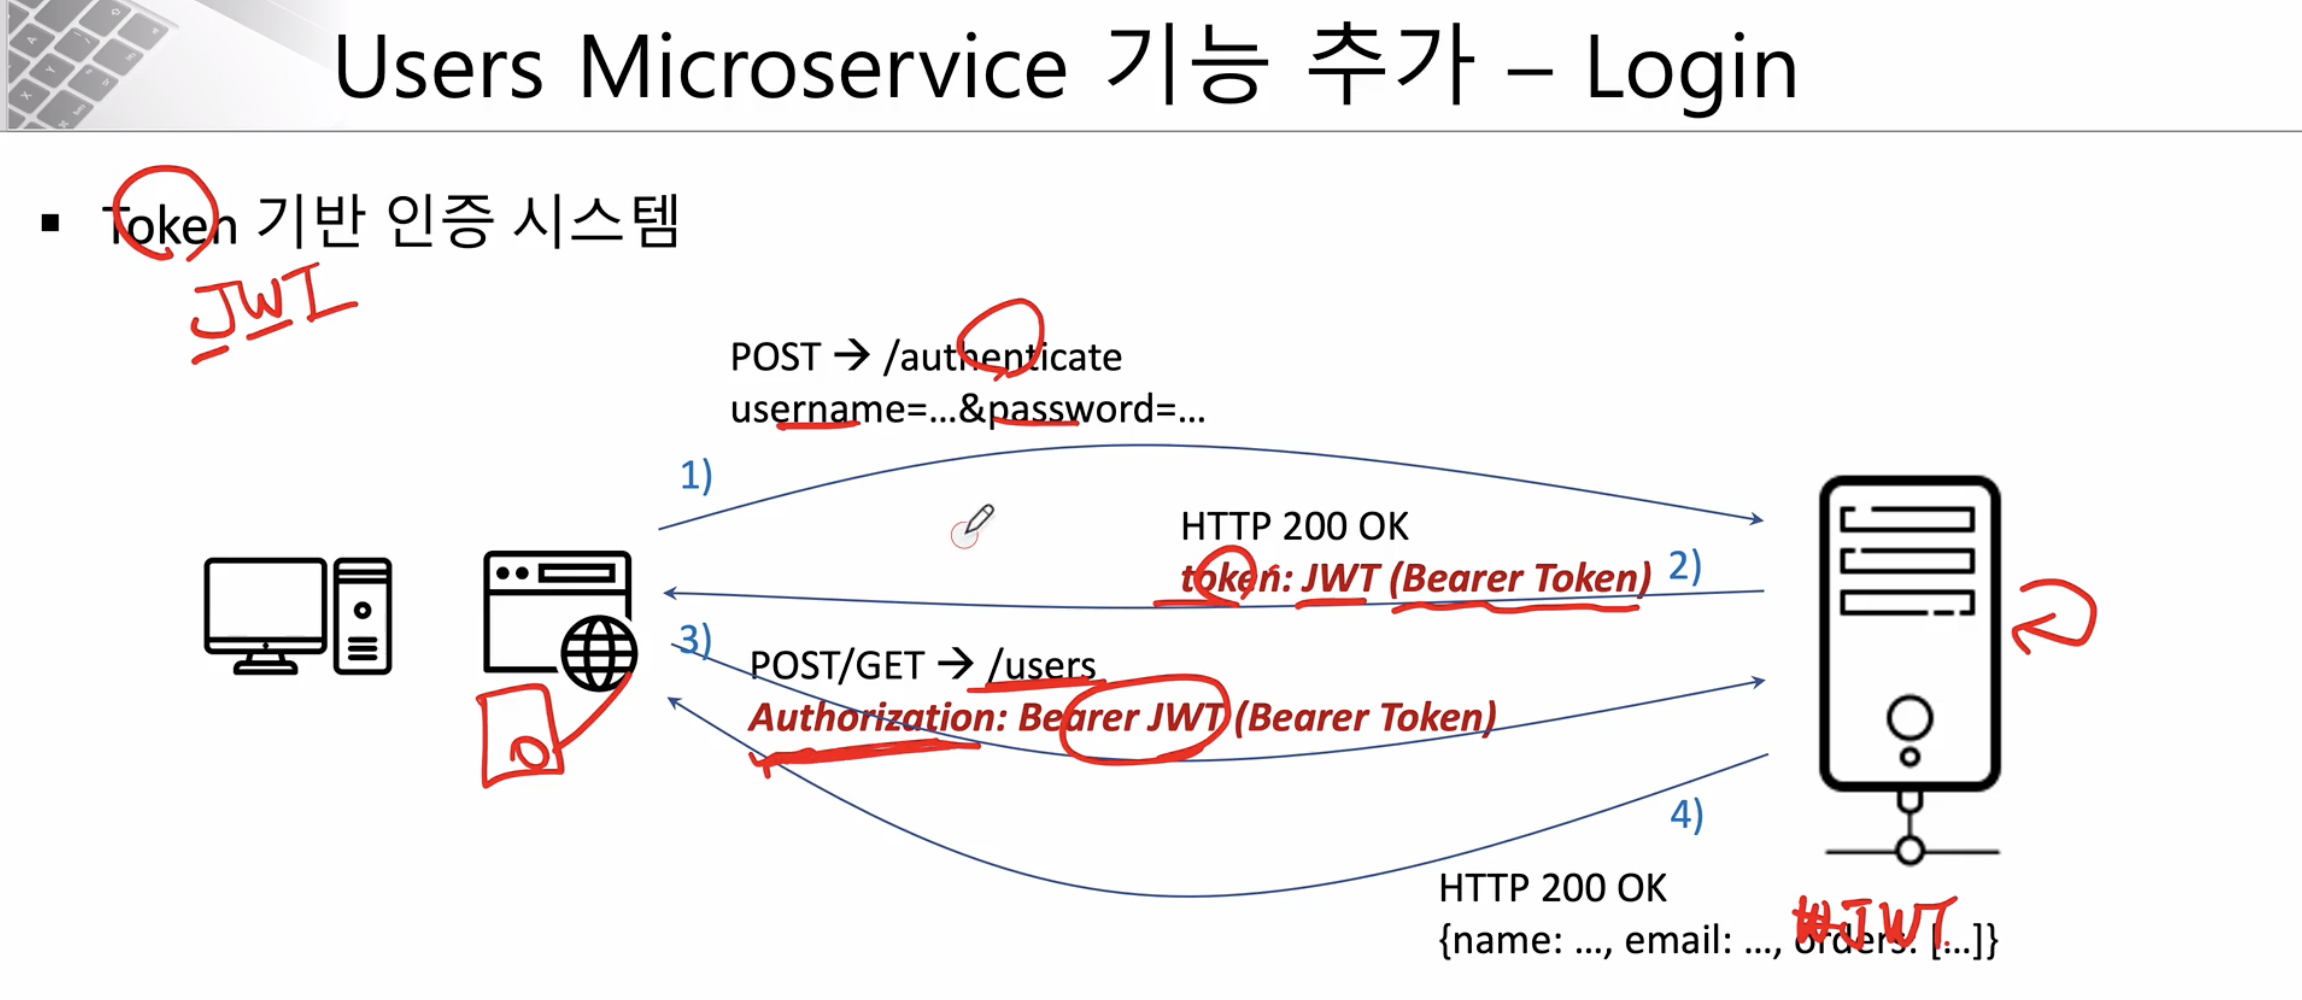 Users Microservice 기능 추가 – Login
▪ Token 기반 인증 시스템
JWT
POST → /authenticate
username=...&password=...
1)
HTTP 200 OK
token: JWT (Bearer Token) 2)
3)
POST/GET → /users
Authorization: Bearer JWT (Bearer Token)
4)
HTTP 200 OK
JWT
{name: ..., email: ..., orders: [...]}